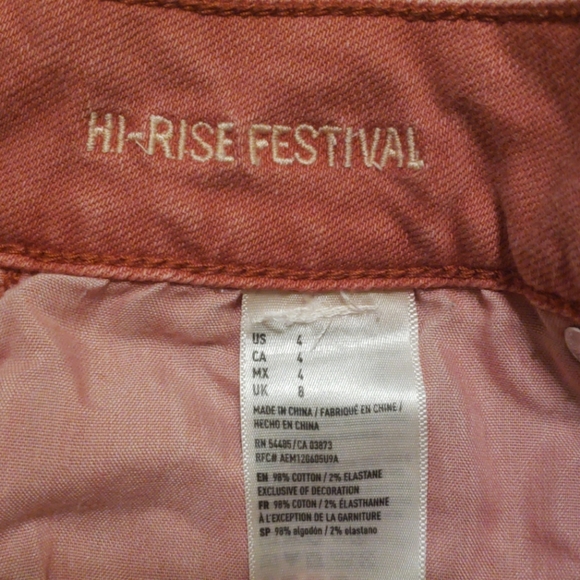 HI-RISE FESTIVAL
US 4
CA 4
MX 4
UK 8
MADE IN CHINA / FABRIQUÉ EN CHINE /
HECHO EN CHINA
RN 54485/CA 03873
RFC# AEM120605U9A
EN 98% COTTON / 2% ELASTANE
EXCLUSIVE OF DECORATION
FR 98% COTON / 2% ÉLASTHANNE
À L'EXCEPTION DE LA GARNITURE
SP 98% algodón / 2% elastano